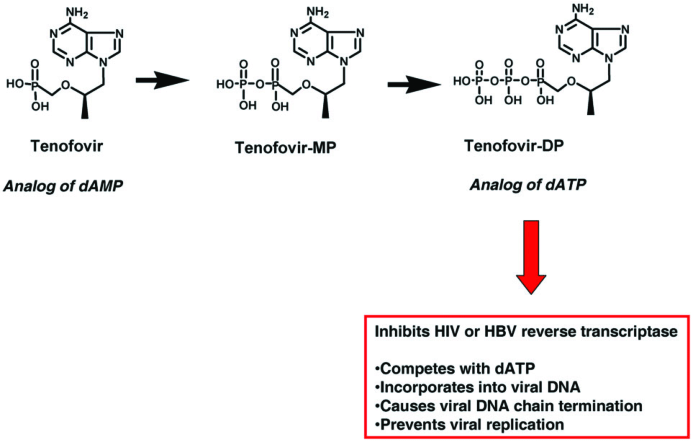 NH₂
N
N
N
N
O
HO-P
O
OH
Tenofovir
Analog of dAMP
NH₂
N
N
N
N
O O
HO-P-O-P
O
OH OH
Tenofovir-MP
NH₂
N
N
N
N
O O O
HO-P-O-P-O-P
O
OH OH OH
Tenofovir-DP
Analog of dATP
Inhibits HIV or HBV reverse transcriptase
•Competes with dATP
•Incorporates into viral DNA
•Causes viral DNA chain termination
•Prevents viral replication